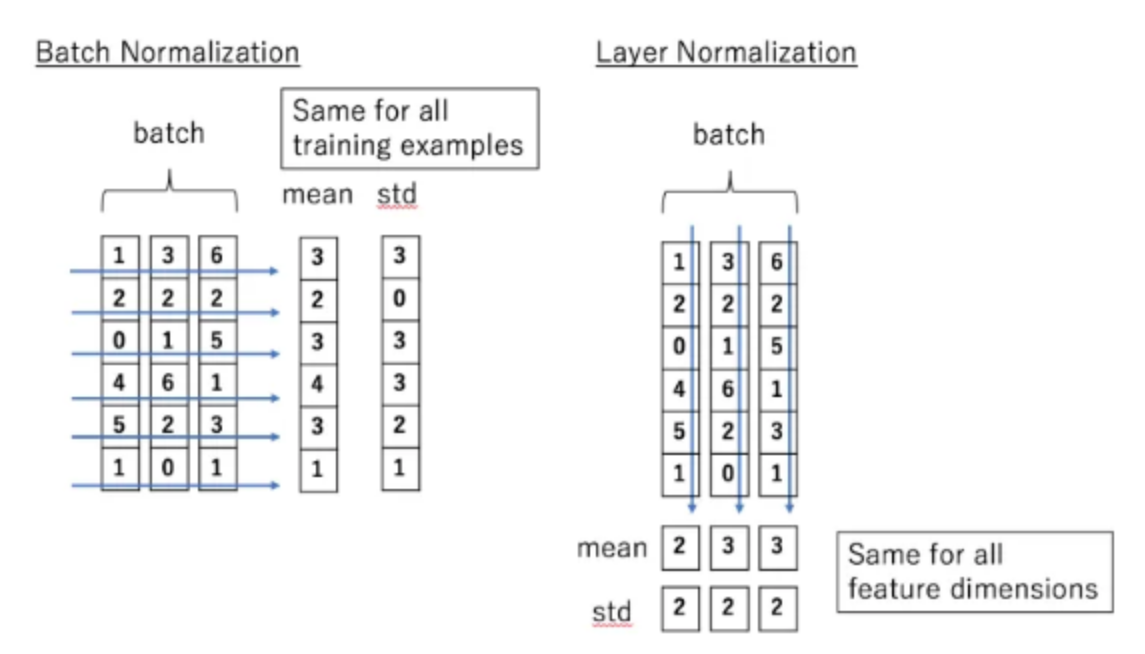 Batch Normalization
Same for all
training examples
batch
mean std
1 3 6 3 3
2 2 2 2 0
0 1 5 3 3
4 6 1 4 3
5 2 3 3 2
1 0 1 1 1
Layer Normalization
batch
1 3 6
2 2 2
0 1 5
4 6 1
5 2 3
1 0 1
mean 2 3 3
std 2 2 2
Same for all
feature dimensions